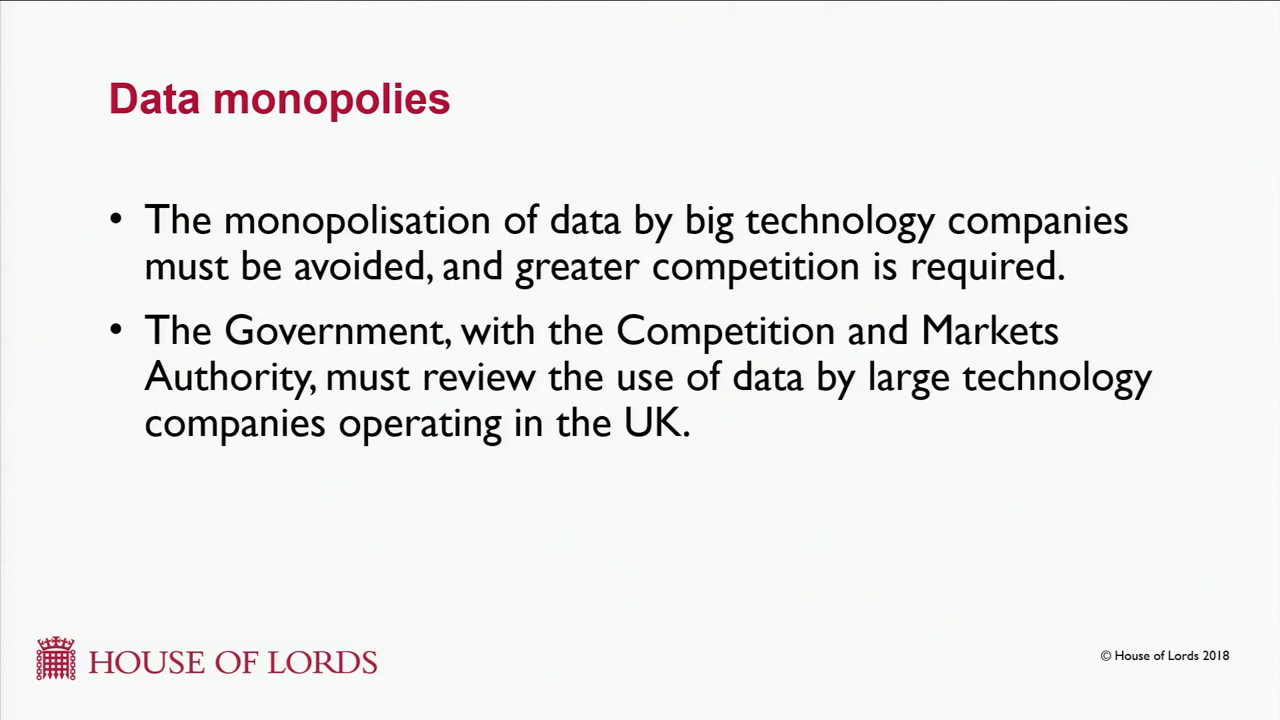 Data monopolies
• The monopolisation of data by big technology companies
must be avoided, and greater competition is required.
• The Government, with the Competition and Markets
Authority, must review the use of data by large technology
companies operating in the UK.
HOUSE OF LORDS
© House of Lords 2018